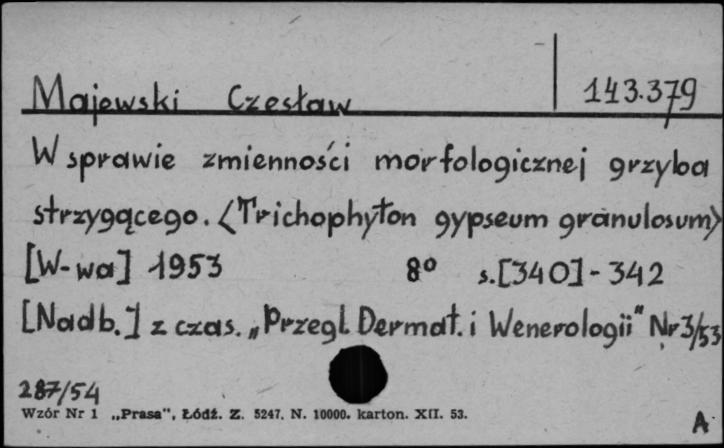 Majewski Czesław 143.379
W sprawie zmienności morfologicznej grzyba
strzygącego. <Trichophyton gypseum granulosum>
[W-wa] 1953 8° s.[340]-342
[Nadb.] z czas. „Przegl. Dermat. i Wenerologii" Nr 3/53
287/54
Wzór Nr 1 „Prasa", Łódź. Z. 5247. N. 10000. karton. XII. 53.
A